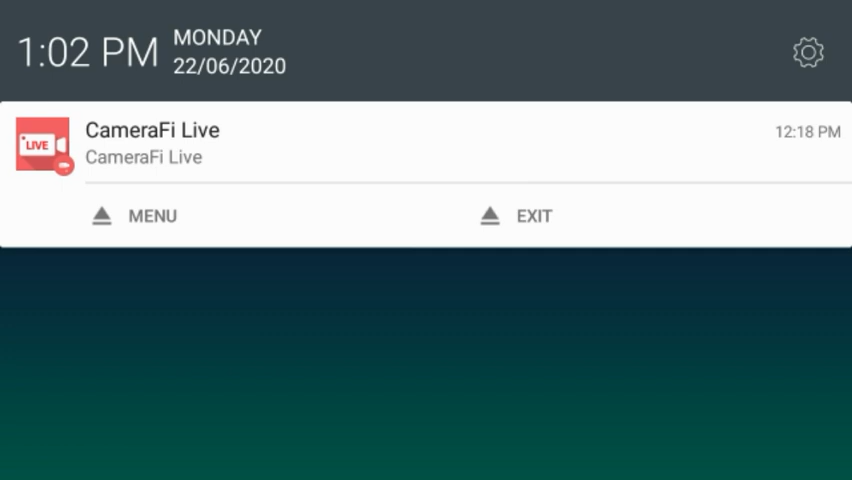 1:02 PM
MONDAY
22/06/2020
LIVE
CameraFi Live
12:18 PM
CameraFi Live
MENU
EXIT